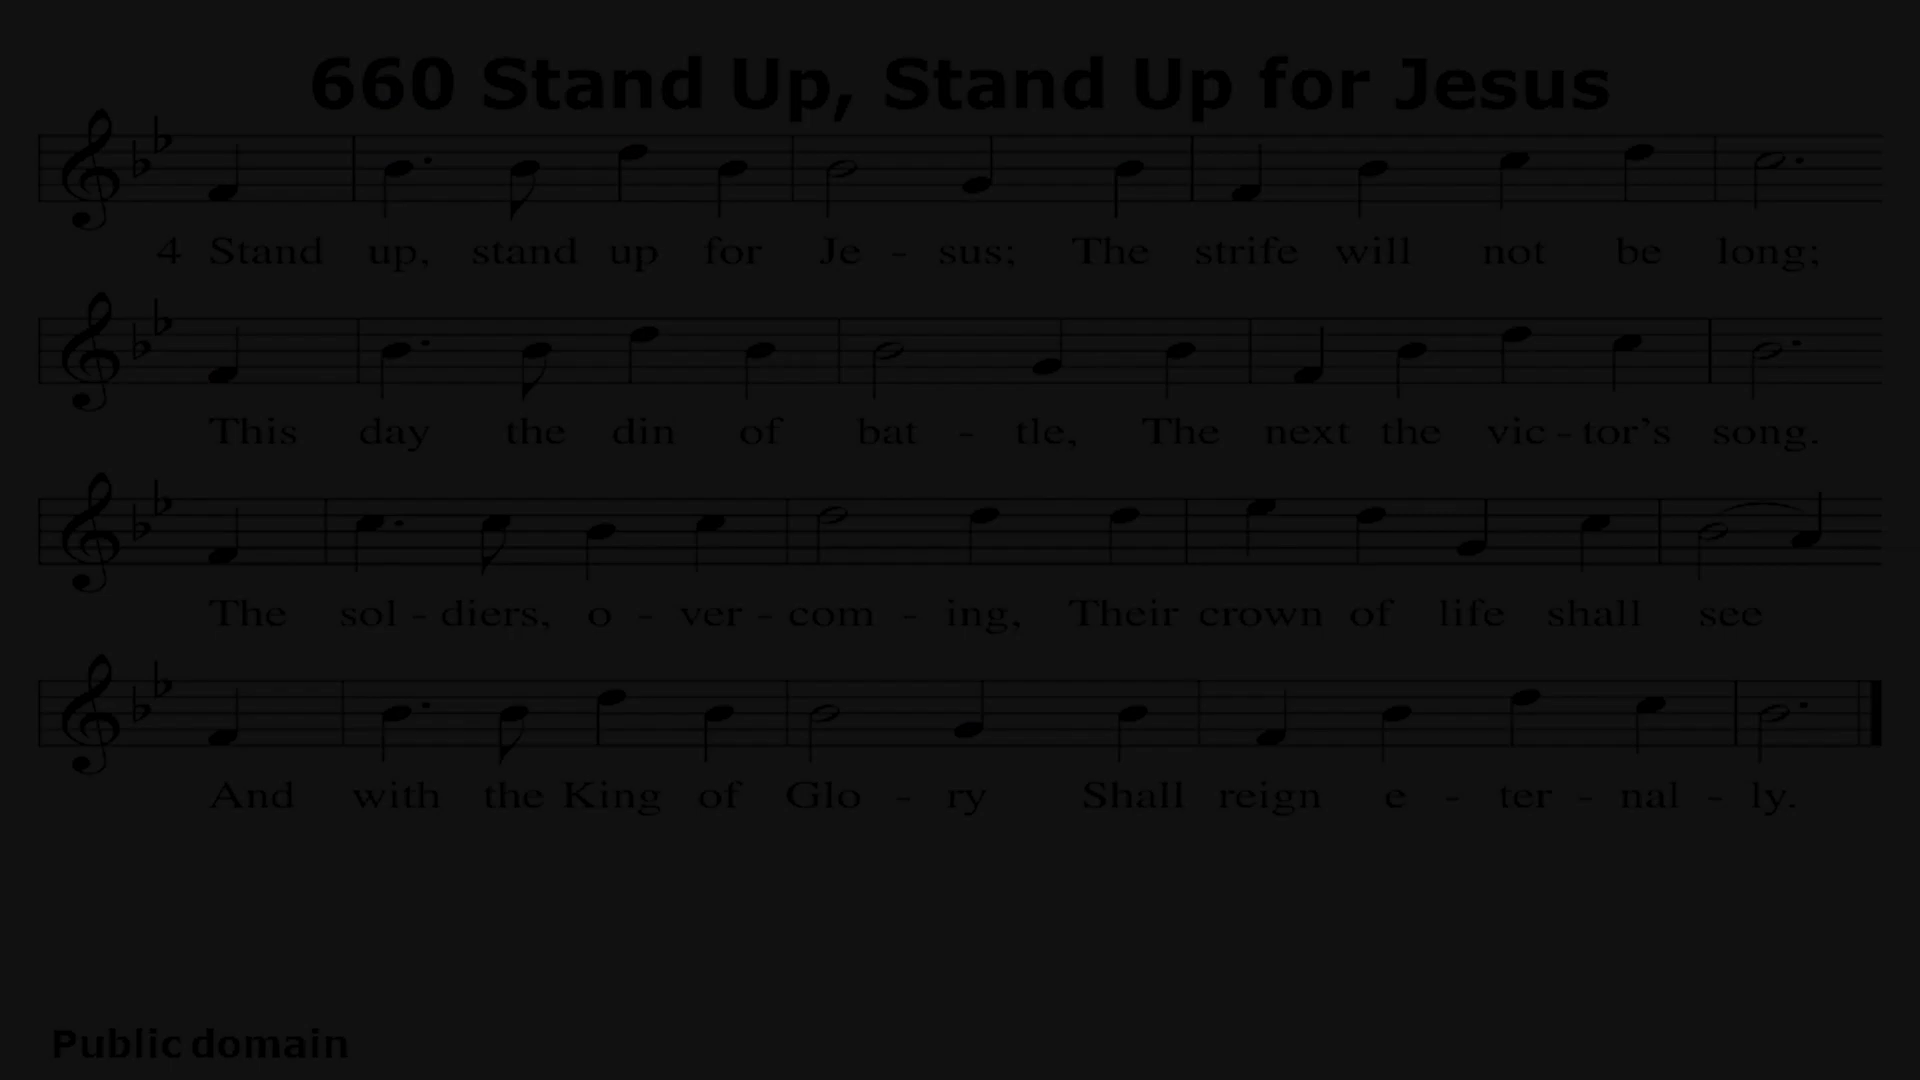 660 Stand Up, Stand Up for Jesus
4 Stand up, stand up for Je - sus; The strife will not be long;
This day the din of bat - tle, The next the vic - tor’s song.
The sol - diers, o - ver - com - ing, Their crown of life shall see
And with the King of Glo - ry Shall reign e - ter - nal - ly.
Public domain